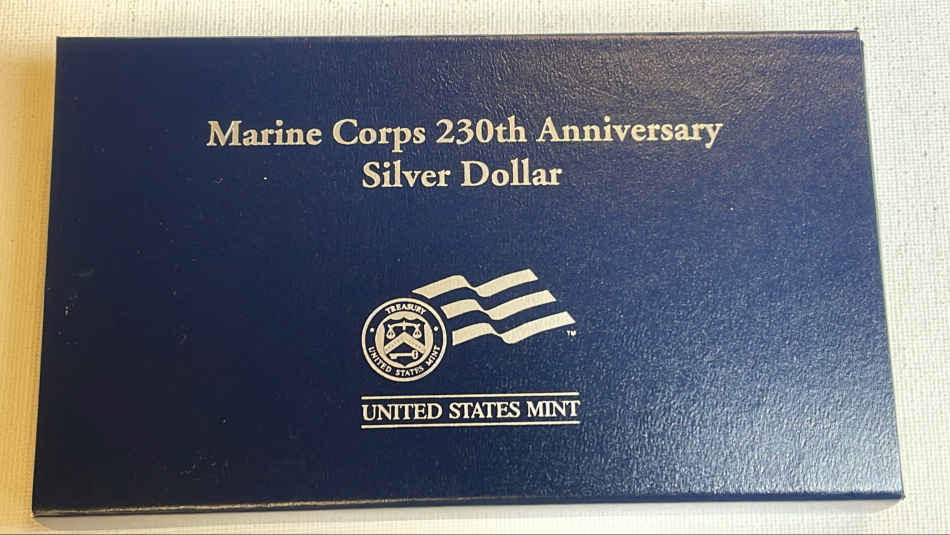 Marine Corps 230th Anniversary
Silver Dollar
TREASURY
UNITED STATES MINT
TM
UNITED STATES MINT